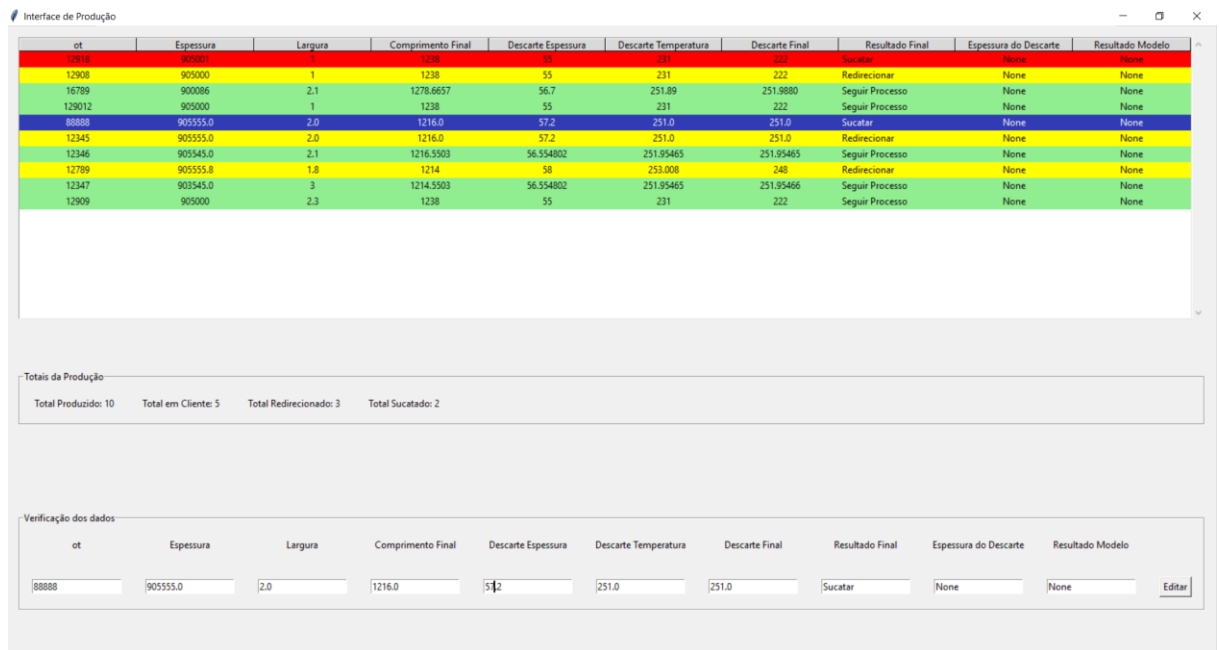 Interface de Produção
ot Espessura Largura Comprimento Final Descarte Espessura Descarte Temperatura Descarte Final Resultado Final Espessura do Descarte Resultado Modelo
12918 905001 1 1238 55 231 222 Sucatar None None
12908 905000 1 1238 55 231 222 Redirecionar None None
16789 900086 2.1 1278.6657 56.7 251.89 251.9880 Seguir Processo None None
129012 905000 1 1238 55 231 222 Seguir Processo None None
88888 905555.0 2.0 1216.0 57.2 251.0 251.0 Sucatar None None
12345 905555.0 2.0 1216.0 57.2 251.0 251.0 Redirecionar None None
12346 905545.0 2.1 1216.5503 56.554802 251.95465 251.95465 Seguir Processo None None
12789 905555.8 1.8 1214 58 253.008 248 Redirecionar None None
12347 903545.0 3 1214.5503 56.554802 251.95465 251.95466 Seguir Processo None None
12909 905000 2.3 1238 55 231 222 Seguir Processo None None
Totais da Produção
Total Produzido: 10 Total em Cliente: 5 Total Redirecionado: 3 Total Sucatado: 2
Verificação dos dados
ot Espessura Largura Comprimento Final Descarte Espessura Descarte Temperatura Descarte Final Resultado Final Espessura do Descarte Resultado Modelo
88888 905555.0 2.0 1216.0 57.2 251.0 251.0 Sucatar None None Editar